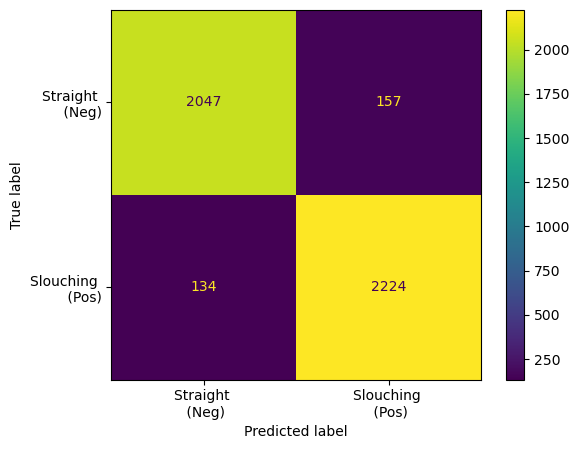 Straight
(Neg)
Slouching
(Pos)
True label
2047
157
134
2224
Straight
(Neg)
Slouching
(Pos)
Predicted label
2000
1750
1500
1250
1000
750
500
250